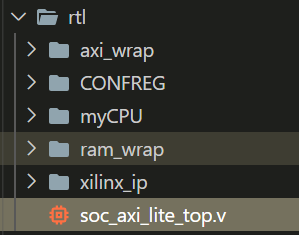 rtl
axi_wrap
CONFREG
myCPU
ram_wrap
xilinx_ip
soc_axi_lite_top.v